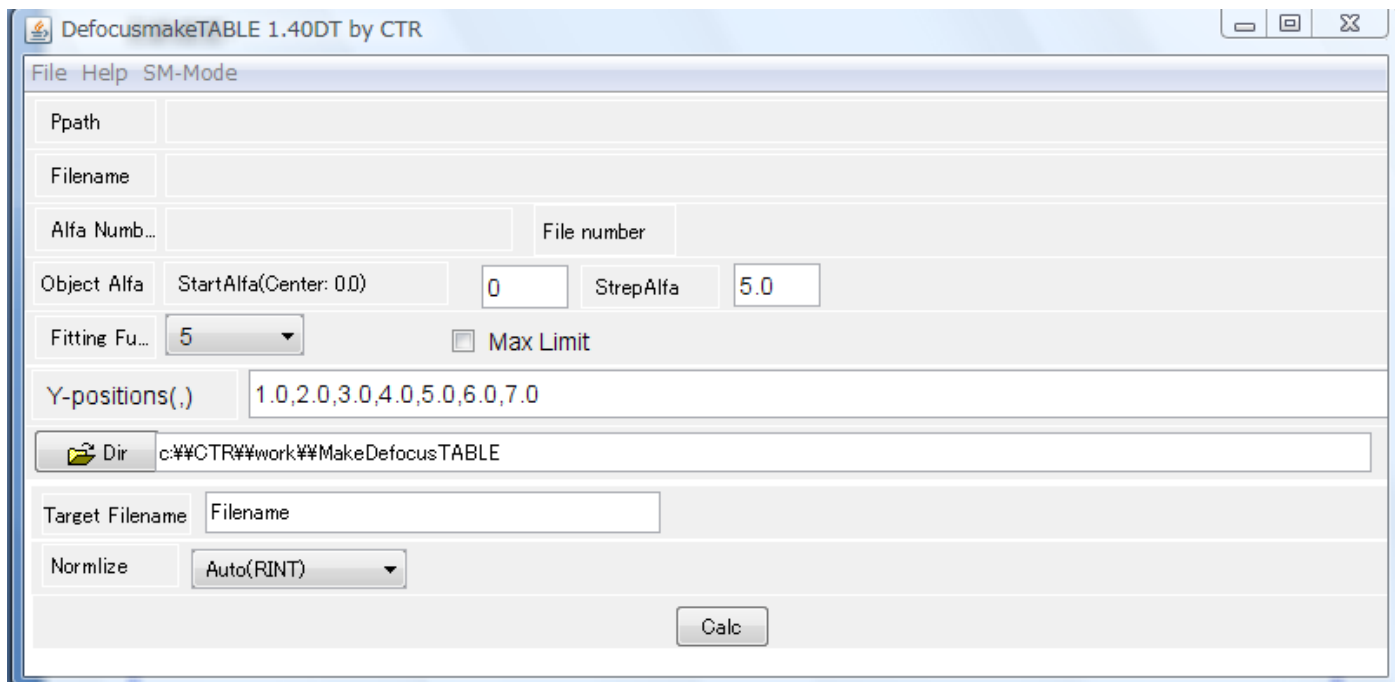 DefocusmakeTABLE 1.40DT by CTR
File Help SM-Mode
Ppath
Filename
Alfa Numb... File number
Object Alfa StartAlfa(Center: 0.0) 0 StrepAlfa 5.0
Fitting Fu... 5 Max Limit
Y-positions(,) 1.0,2.0,3.0,4.0,5.0,6.0,7.0
Dir c:¥¥CTR¥¥work¥¥MakeDefocusTABLE
Target Filename Filename
Normlize Auto(RINT)
Calc